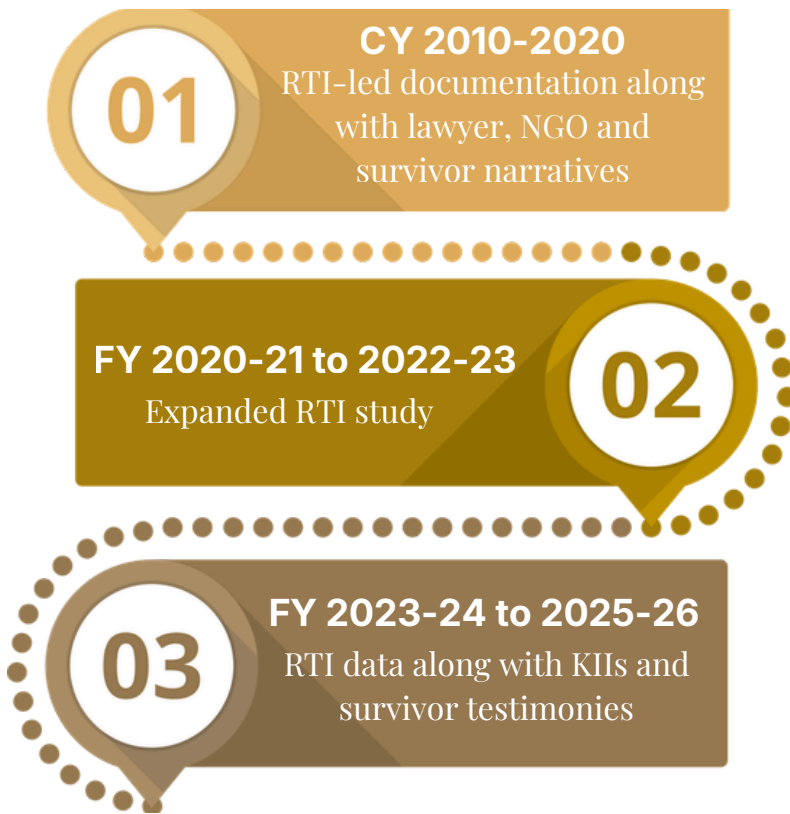 01
CY 2010-2020
RTI-led documentation along
with lawyer, NGO and
survivor narratives
FY 2020-21 to 2022-23
Expanded RTI study
02
03
FY 2023-24 to 2025-26
RTI data along with KIIs and
survivor testimonies